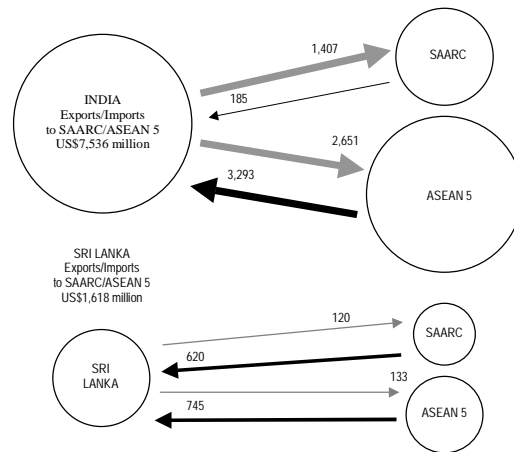 1,407
SAARC
INDIA
Exports/Imports
to SAARC/ASEAN 5
US$7,536 million
185
2,651
3,293
ASEAN 5
SRI LANKA
Exports/Imports
to SAARC/ASEAN 5
US$1,618 million
120
SAARC
620
SRI
LANKA
133
745
ASEAN 5